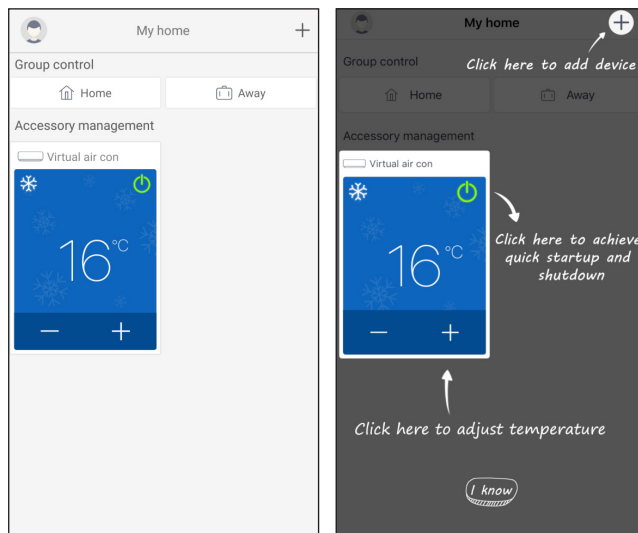 My home +
Group control
Home Away
Accessory management
Virtual air con
16°C
— +
My home +
Click here to add device
Group control
Home Away
Accessory management
Virtual air con
16°C
Click here to achieve
quick startup and
shutdown
— +
Click here to adjust temperature
I know